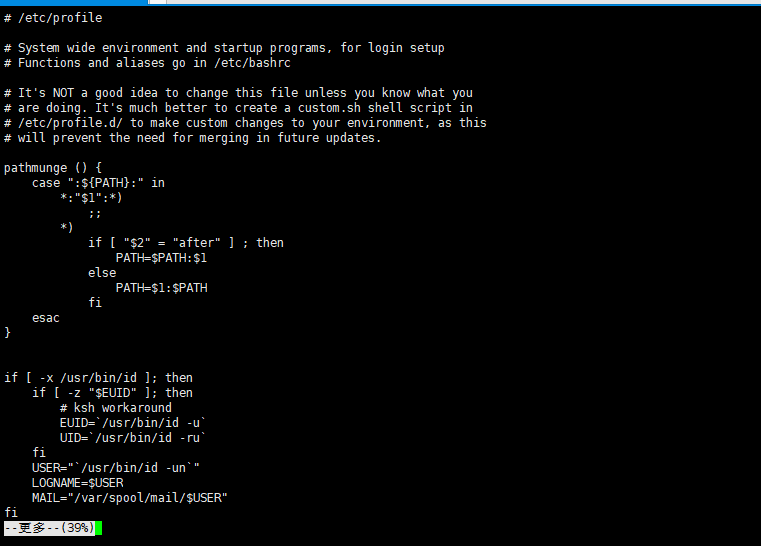 # /etc/profile
# System wide environment and startup programs, for login setup
# Functions and aliases go in /etc/bashrc
# It's NOT a good idea to change this file unless you know what you
# are doing. It's much better to create a custom.sh shell script in
# /etc/profile.d/ to make custom changes to your environment, as this
# will prevent the need for merging in future updates.
pathmunge () {
    case ":${PATH}:" in
        *:"$1":*)
            ;;
        *)
            if [ "$2" = "after" ] ; then
                PATH=$PATH:$1
            else
                PATH=$1:$PATH
            fi
    esac
}
if [ -x /usr/bin/id ]; then
    if [ -z "$EUID" ]; then
        # ksh workaround
        EUID=`/usr/bin/id -u`
        UID=`/usr/bin/id -ru`
    fi
    USER="`/usr/bin/id -un`"
    LOGNAME=$USER
    MAIL="/var/spool/mail/$USER"
fi
--更多--(39%)